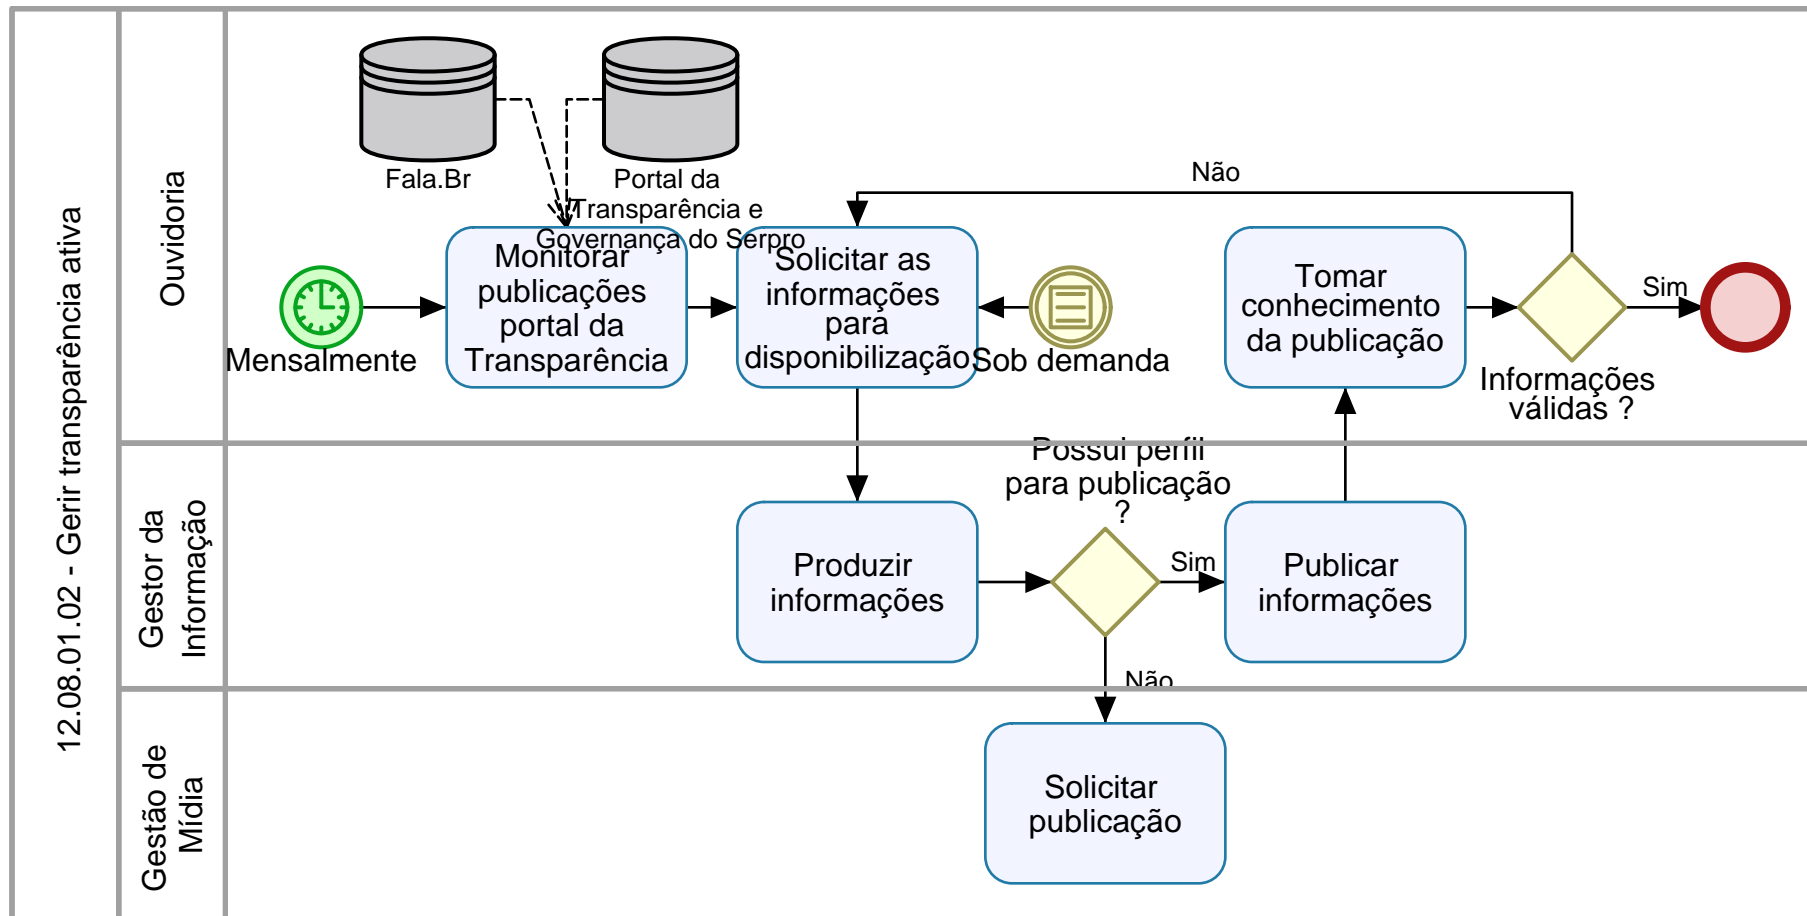 12.08.01.02 - Gerir transparência ativa
Ouvidoria
Fala.Br
Portal da
Transparência e
Governança do Serpro
Não
Mensalmente
Monitorar
publicações
portal da
Transparência
Solicitar as
informações
para
disponibilização
Sob demanda
Tomar
conhecimento
da publicação
Sim
Informações
válidas ?
Gestor da
Informação
Produzir
informações
Possui perfil
para publicação
?
Sim
Publicar
informações
Não
Gestão de
Mídia
Solicitar
publicação